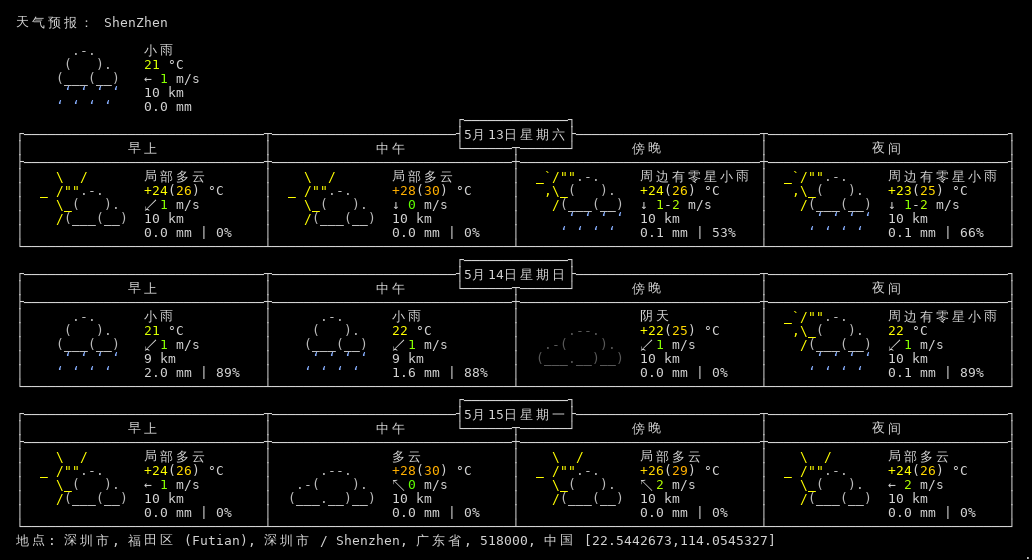 天气预报： ShenZhen
小雨
21 °C
← 1 m/s
10 km
0.0 mm
5月13日星期六
早上 中午 傍晚 夜间
局部多云 局部多云 周边有零星小雨 周边有零星小雨
+24(26) °C +28(30) °C +24(26) °C +23(25) °C
↙ 1 m/s ↓ 0 m/s ↓ 1-2 m/s ↓ 1-2 m/s
10 km 10 km 10 km 10 km
0.0 mm | 0% 0.0 mm | 0% 0.1 mm | 53% 0.1 mm | 66%
5月14日星期日
早上 中午 傍晚 夜间
小雨 小雨 阴天 周边有零星小雨
21 °C 22 °C +22(25) °C 22 °C
↙ 1 m/s ↙ 1 m/s ↙ 1 m/s ↙ 1 m/s
9 km 9 km 10 km 10 km
2.0 mm | 89% 1.6 mm | 88% 0.0 mm | 0% 0.1 mm | 89%
5月15日星期一
早上 中午 傍晚 夜间
局部多云 多云 局部多云 局部多云
+24(26) °C +28(30) °C +26(29) °C +24(26) °C
← 1 m/s ↖ 0 m/s ↖ 2 m/s ← 2 m/s
10 km 10 km 10 km 10 km
0.0 mm | 0% 0.0 mm | 0% 0.0 mm | 0% 0.0 mm | 0%
地点: 深圳市, 福田区 (Futian), 深圳市 / Shenzhen, 广东省, 518000, 中国 [22.5442673,114.0545327]